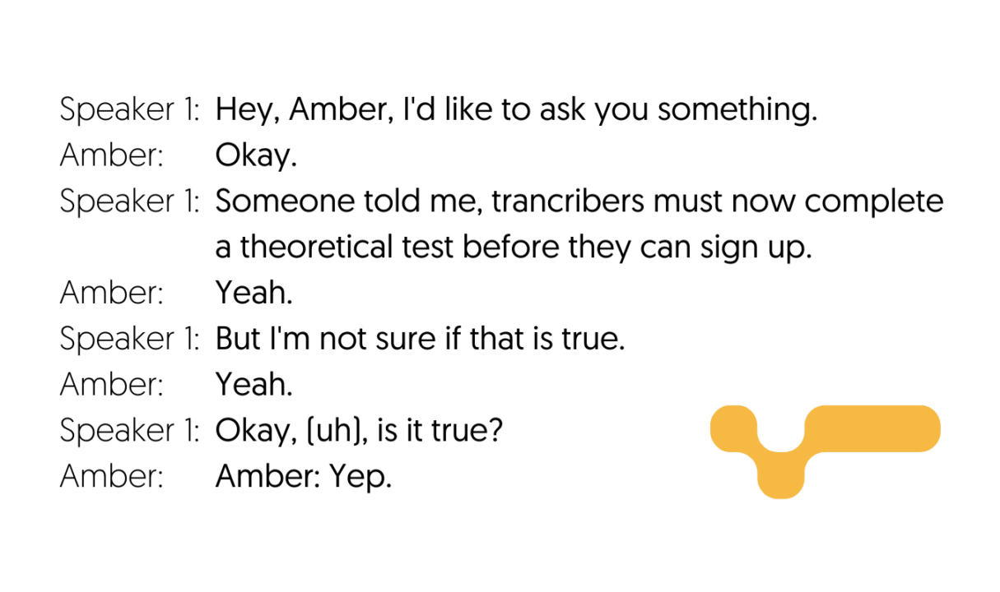 Speaker 1: Hey, Amber, I'd like to ask you something.
Amber: Okay.
Speaker 1: Someone told me, trancribers must now complete
a theoretical test before they can sign up.
Amber: Yeah.
Speaker 1: But I'm not sure if that is true.
Amber: Yeah.
Speaker 1: Okay, (uh), is it true?
Amber: Amber: Yep.